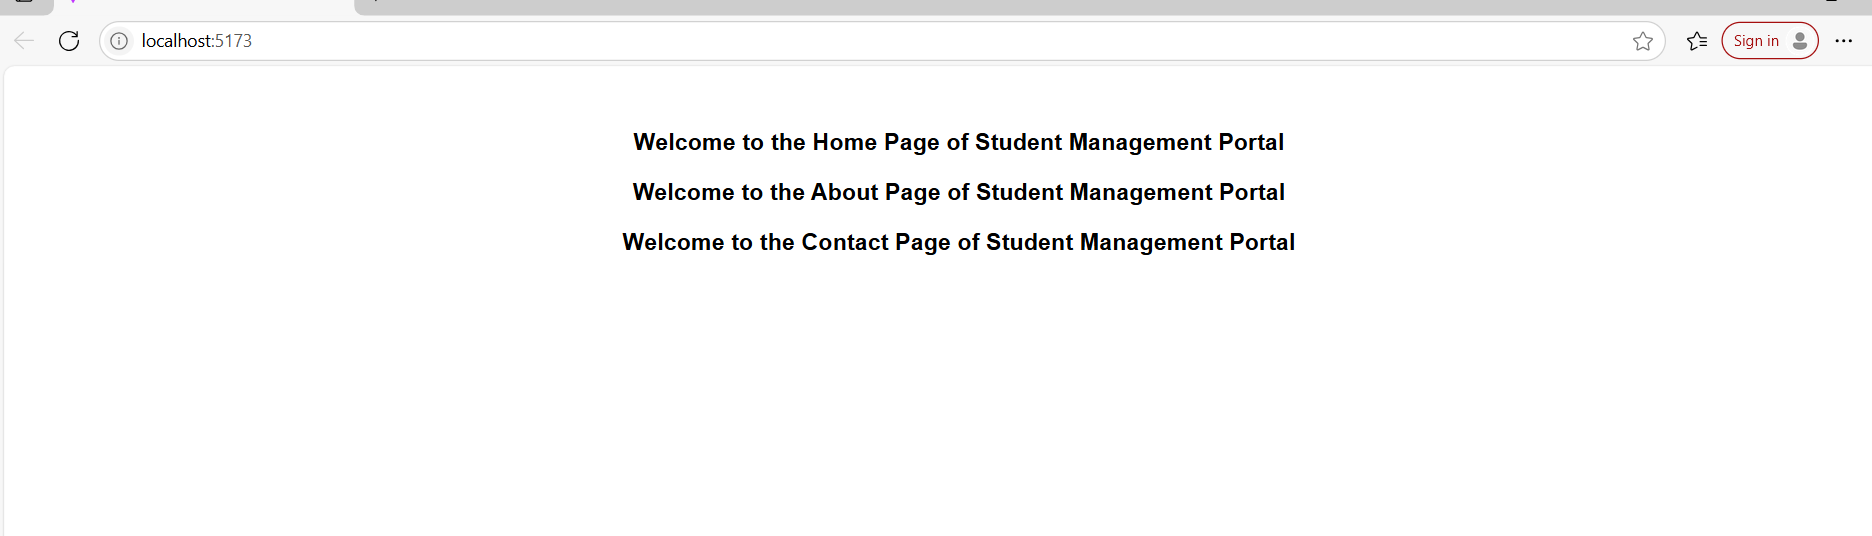 localhost:5173
Sign in
Welcome to the Home Page of Student Management Portal
Welcome to the About Page of Student Management Portal
Welcome to the Contact Page of Student Management Portal